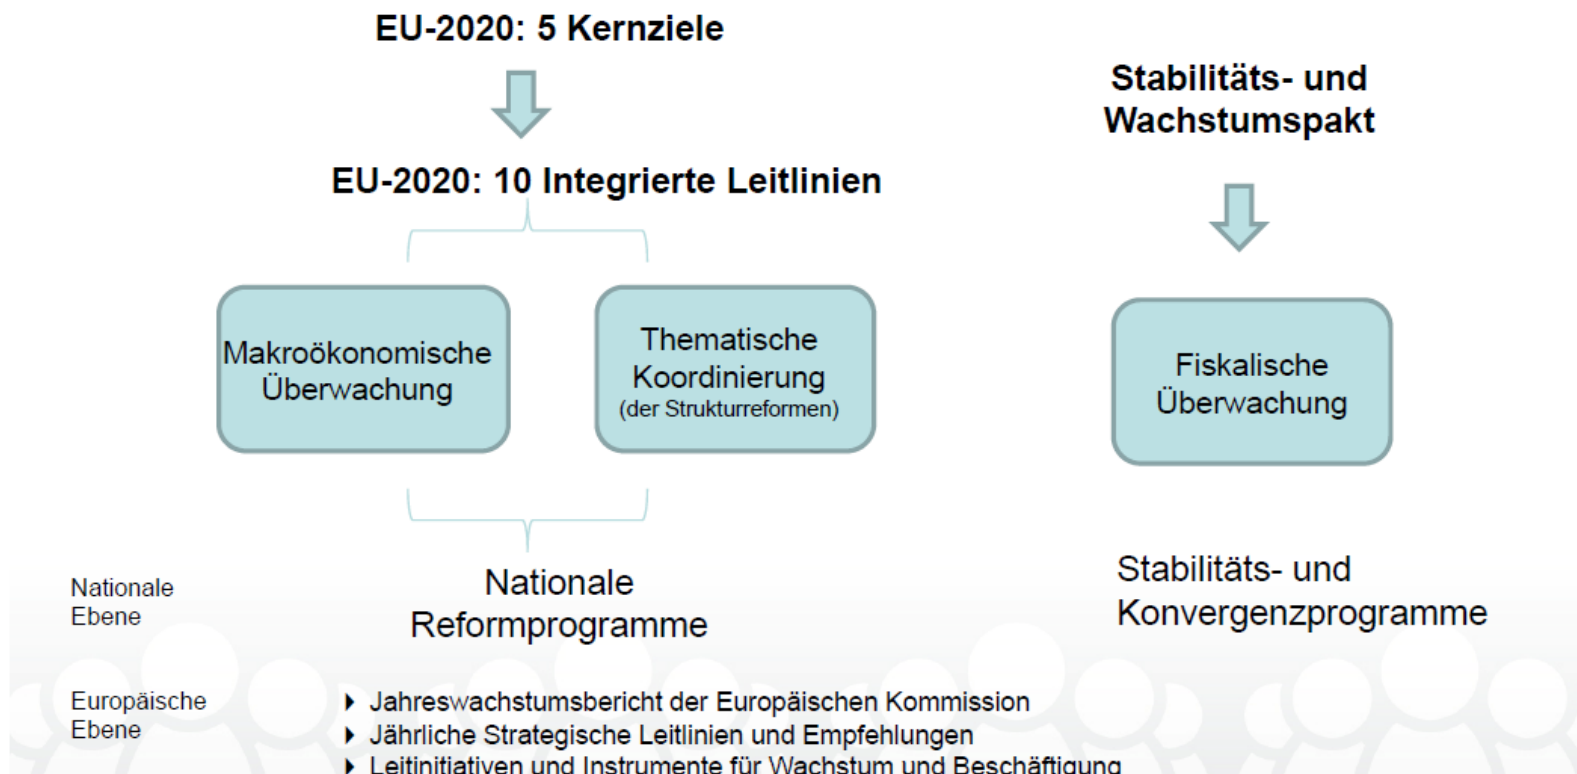 EU-2020: 5 Kernziele
Stabilitäts- und
Wachstumspakt
EU-2020: 10 Integrierte Leitlinien
Makroökonomische
Überwachung
Thematische
Koordinierung
(der Strukturreformen)
Fiskalische
Überwachung
Nationale
Ebene
Nationale
Reformprogramme
Stabilitäts- und
Konvergenzprogramme
Europäische
Ebene
Jahreswachstumsbericht der Europäischen Kommission
Jährliche Strategische Leitlinien und Empfehlungen
Leitinitiativen und Instrumente für Wachstum und Beschäftigung